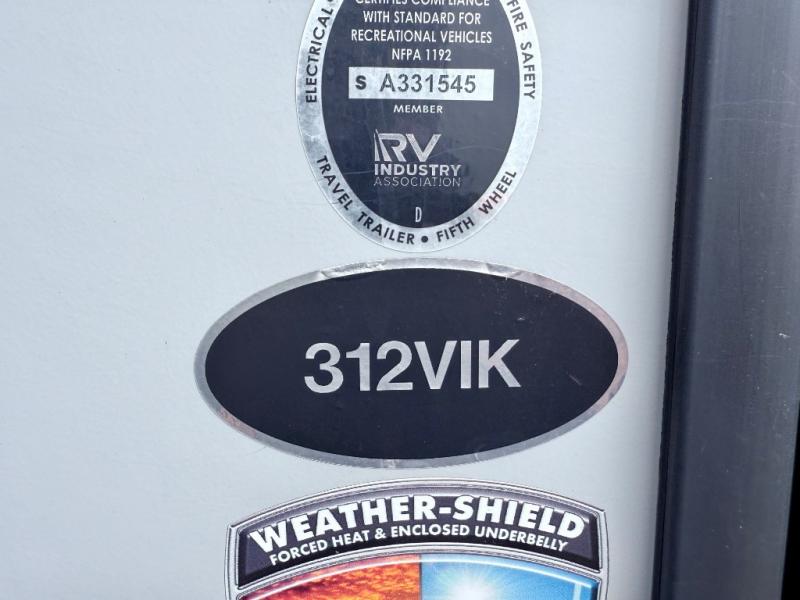 CERTIFIES COMPLIANCE
WITH STANDARD FOR
RECREATIONAL VEHICLES
NFPA 1192
S A331545
MEMBER
RV
INDUSTRY
ASSOCIATION
D
ELECTRICAL
FIRE SAFETY
TRAVEL TRAILER • FIFTH WHEEL
312VIK
WEATHER-SHIELD
FORCED HEAT & ENCLOSED UNDERBELLY